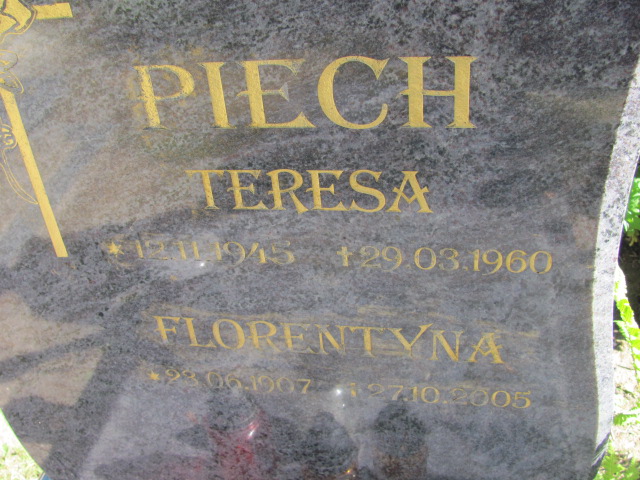 PIECH
TERESA
*12.11.1945 †29.03.1960
FLORENTYNA
*23.06.1907 †27.10.2005